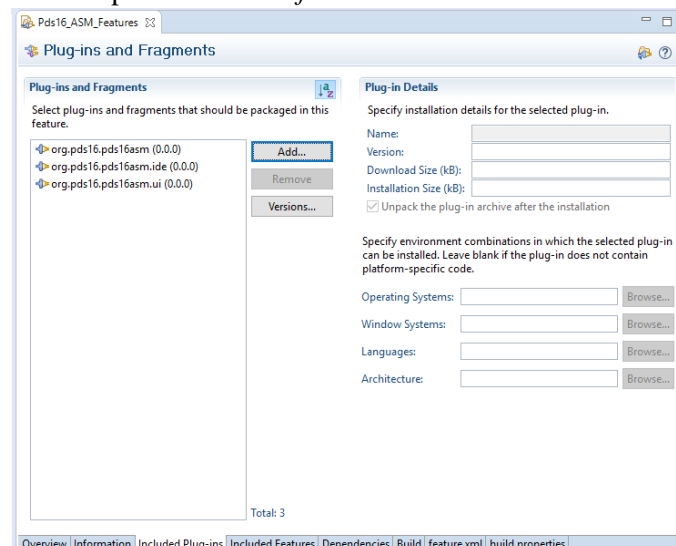 Pds16_ASM_Features
Plug-ins and Fragments
Plug-ins and Fragments
Select plug-ins and fragments that should be packaged in this
feature.
org.pds16.pds16asm (0.0.0)
org.pds16.pds16asm.ide (0.0.0)
org.pds16.pds16asm.ui (0.0.0)
Add...
Remove
Versions...
Total: 3
Plug-in Details
Specify installation details for the selected plug-in.
Name:
Version:
Download Size (kB):
Installation Size (kB):
Unpack the plug-in archive after the installation
Specify environment combinations in which the selected plug-in
can be installed. Leave blank if the plug-in does not contain
platform-specific code.
Operating Systems: Browse...
Window Systems: Browse...
Languages: Browse...
Architecture: Browse...
Overview Information Included Plug-ins Included Features Dependencies Build feature.xml build.properties